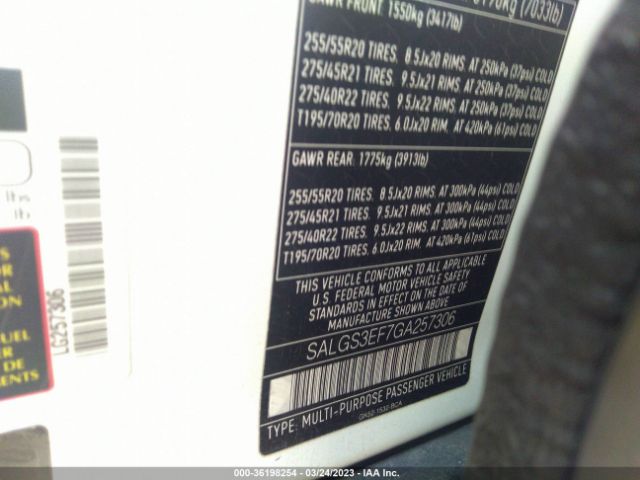 (7033lb)
GAWR FRONT 1550kg (3417lb)
255/55R20 TIRES. 8.5Jx20 RIMS. AT 250kPa (37psi) COLD
275/45R21 TIRES. 9.5Jx21 RIMS. AT 250kPa (37psi) COLD
275/40R22 TIRES. 9.5Jx22 RIMS. AT 250kPa (37psi) COLD
T195/70R20 TIRES. 6.0Jx20 RIM. AT 420kPa (61psi) COLD
GAWR REAR. 1775kg (3913lb)
255/55R20 TIRES. 8.5Jx20 RIMS. AT 300kPa (44psi) COLD
275/45R21 TIRES. 9.5Jx21 RIMS. AT 300kPa (44psi) COLD
275/40R22 TIRES. 9.5Jx22 RIMS. AT 300kPa (44psi) COLD
T195/70R20 TIRES. 6.0Jx20 RIM. AT 420kPa (61psi) COLD
THIS VEHICLE CONFORMS TO ALL APPLICABLE
U.S. FEDERAL MOTOR VEHICLE SAFETY
STANDARDS IN EFFECT ON THE DATE OF
MANUFACTURE SHOWN ABOVE
SALGS3EF7GA257306
TYPE: MULTI-PURPOSE PASSENGER VEHICLE
LG257306
lbs
lb
UEL
DE
MENTS
000-36198254 - 03/24/2023 - IAA Inc.